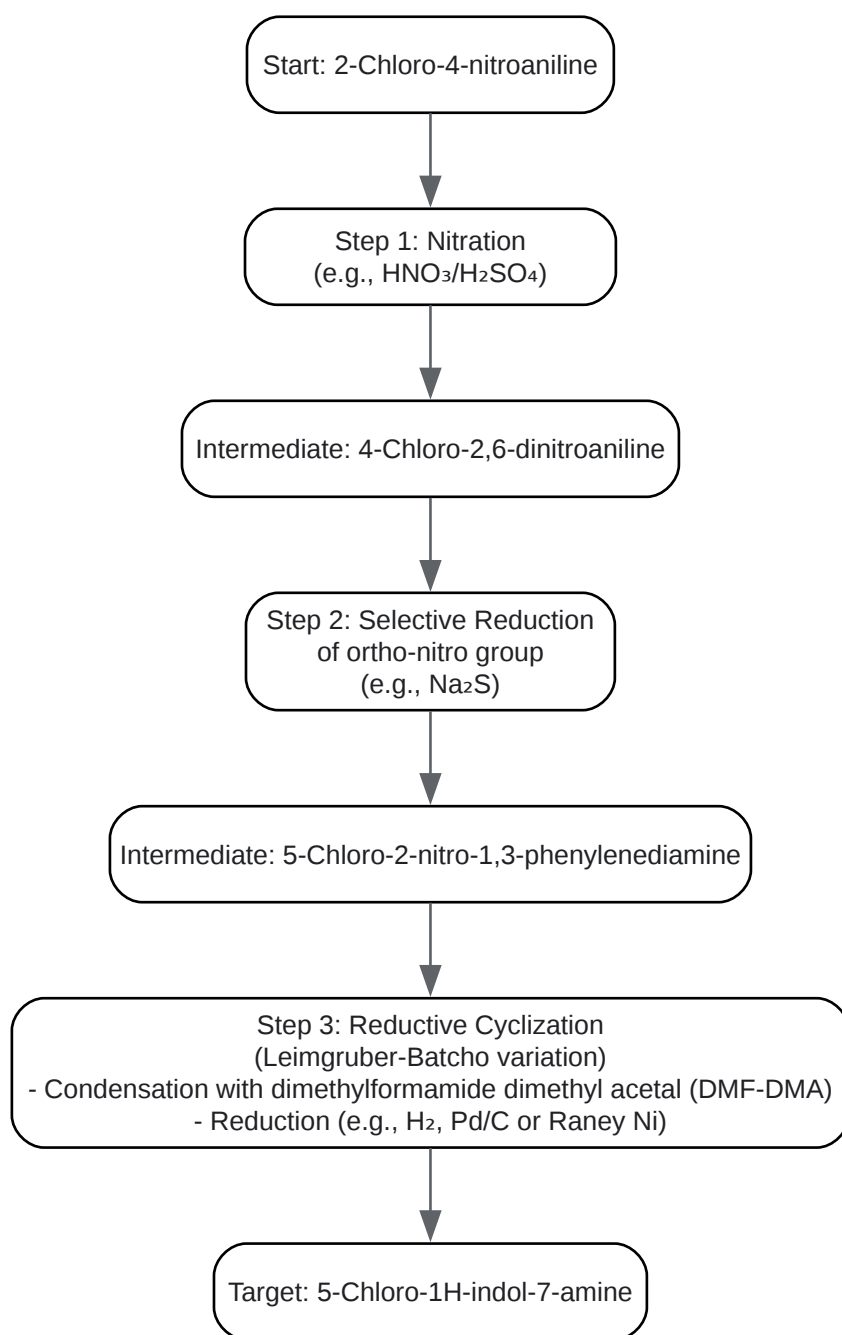 Start: 2-Chloro-4-nitroaniline
Step 1: Nitration
(e.g., HNO₃/H₂SO₄)
Intermediate: 4-Chloro-2,6-dinitroaniline
Step 2: Selective Reduction
of ortho-nitro group
(e.g., Na₂S)
Intermediate: 5-Chloro-2-nitro-1,3-phenylenediamine
Step 3: Reductive Cyclization
(Leimgruber-Batcho variation)
- Condensation with dimethylformamide dimethyl acetal (DMF-DMA)
- Reduction (e.g., H₂, Pd/C or Raney Ni)
Target: 5-Chloro-1H-indol-7-amine